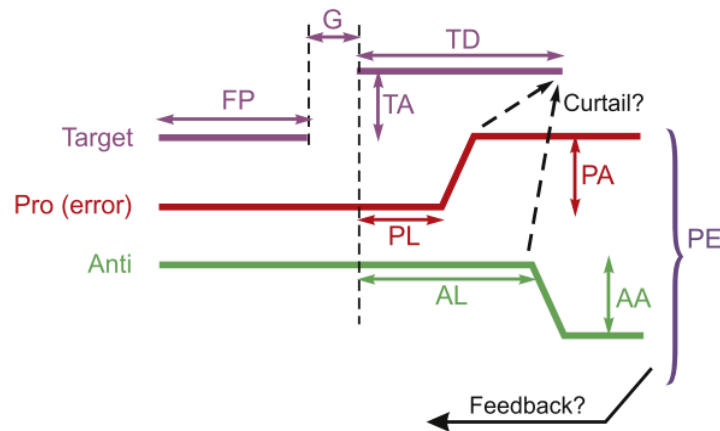 G
TD
FP
TA
Curtail?
Target
PA
Pro (error)
PL
PE
Anti
AL
AA
Feedback?